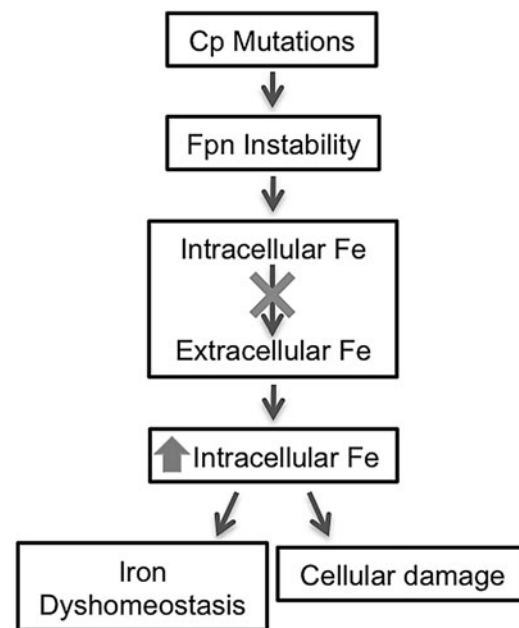 Cp Mutations
Fpn Instability
Intracellular Fe
Extracellular Fe
Intracellular Fe
Iron
Dyshomeostasis
Cellular damage